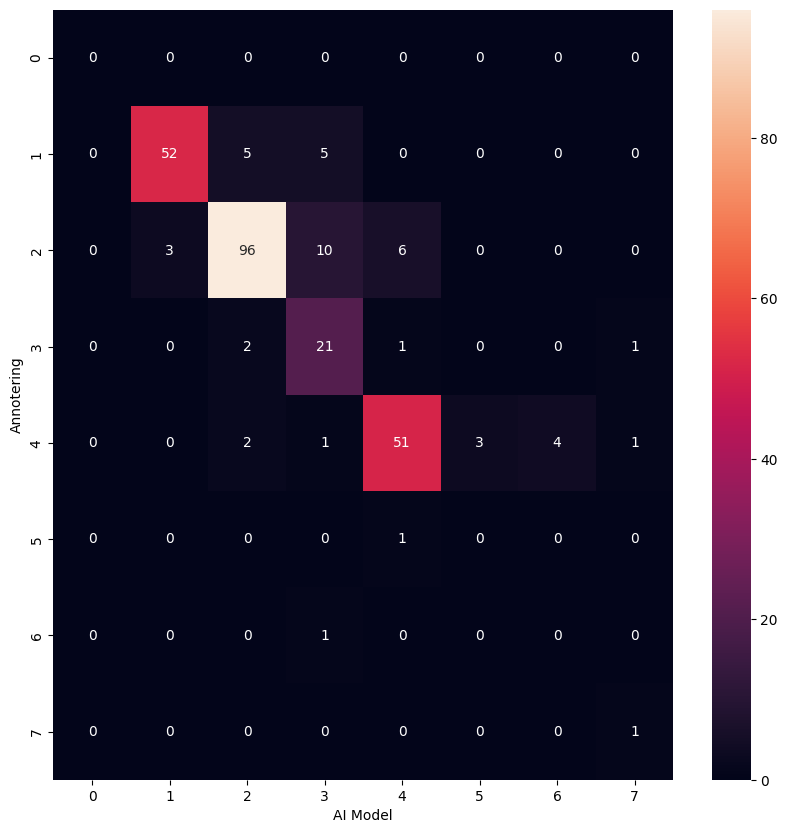 0 0 0 0 0 0 0 0 0
1 0 52 5 5 0 0 0 0
2 0 3 96 10 6 0 0 0
3 0 0 2 21 1 0 0 1
4 0 0 2 1 51 3 4 1
5 0 0 0 0 1 0 0 0
6 0 0 0 1 0 0 0 0
7 0 0 0 0 0 0 0 1
0 1 2 3 4 5 6 7
Annotering
AI Model
80
60
40
20
0